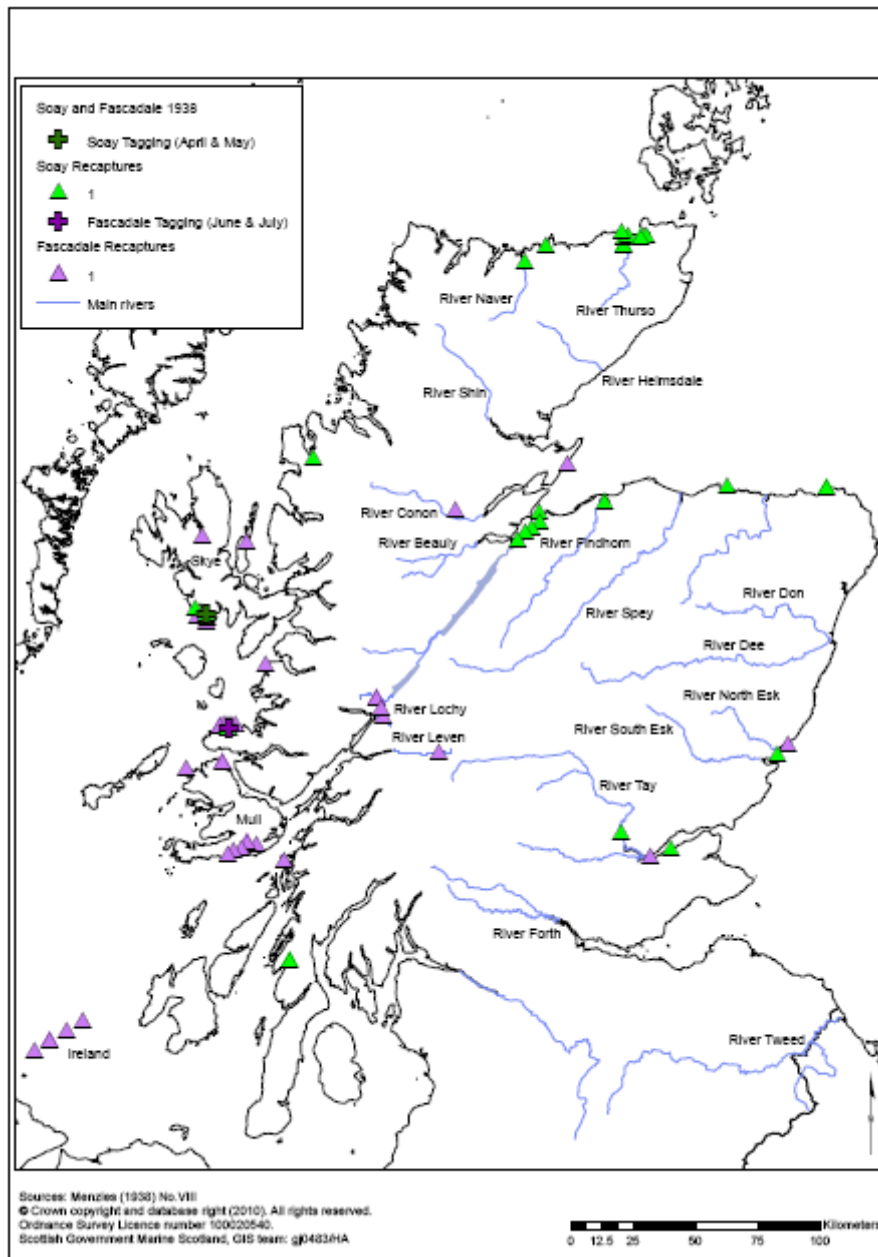 Soay and Fascadale 1938
Soay Tagging (April & May)
Soay Recaptures
1
Fascadale Tagging (June & July)
Fascadale Recaptures
1
Main rivers
River Naver
River Thurso
River Helmsdale
River Shin
River Conon
River Beauly
River Findhorn
Skye
River Spey
River Don
River Dee
River North Esk
River Lochy
River South Esk
River Leven
River Tay
Mull
River Forth
River Tweed
Ireland
Sources: Menzies (1938) No.VIII
© Crown copyright and database right (2010). All rights reserved.
Ordnance Survey Licence number 100020540.
Scottish Government Marine Scotland, GIS team: gj0483/HA
Kilometers
0 12.5 25 50 75 100